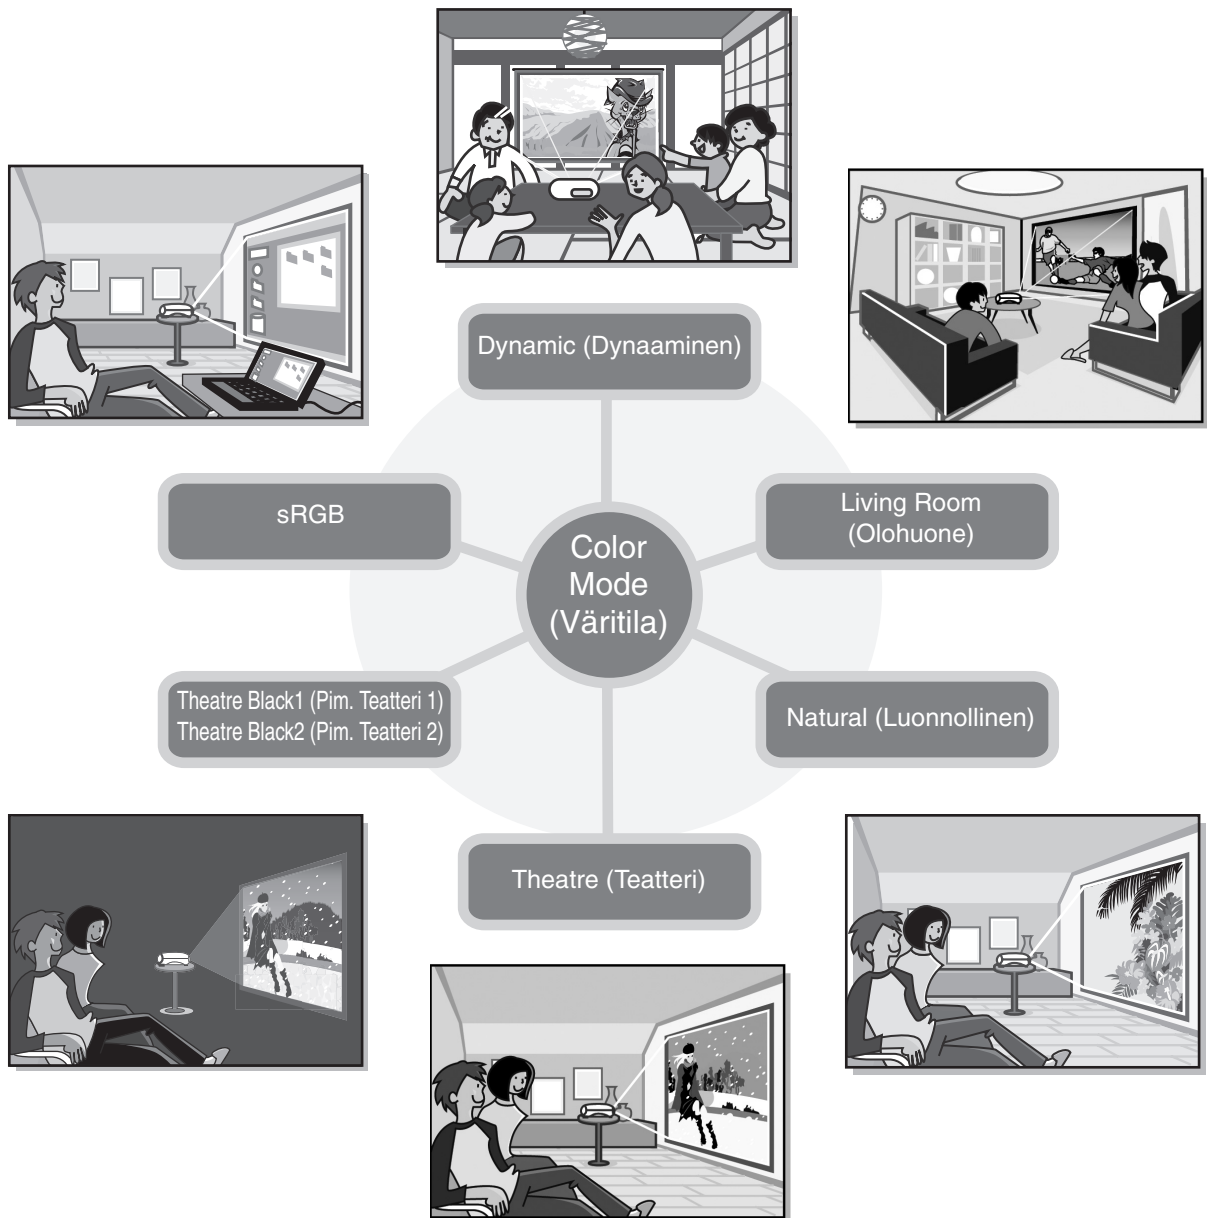 Dynamic (Dynaaminen)
sRGB
Living Room
(Olohuone)
Color
Mode
(Väritila)
Theatre Black1 (Pim. Teatteri 1)
Theatre Black2 (Pim. Teatteri 2)
Natural (Luonnollinen)
Theatre (Teatteri)